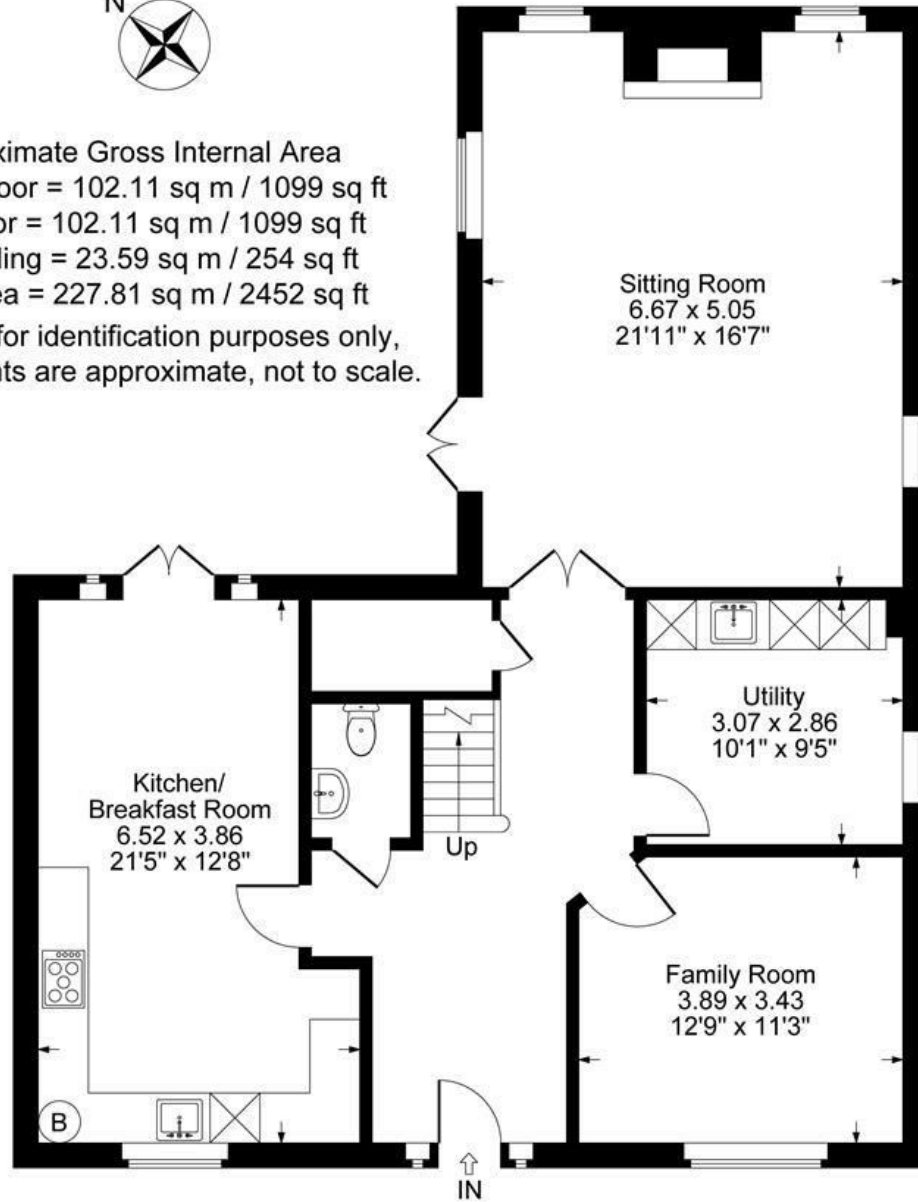 N
Approximate Gross Internal Area
oor = 102.11 sq m / 1099 sq ft
or = 102.11 sq m / 1099 sq ft
ling = 23.59 sq m / 254 sq ft
ea = 227.81 sq m / 2452 sq ft
for identification purposes only,
nts are approximate, not to scale.
Sitting Room
6.67 x 5.05
21'11" x 16'7"
Utility
3.07 x 2.86
10'1" x 9'5"
Kitchen/
Breakfast Room
6.52 x 3.86
21'5" x 12'8"
Up
Family Room
3.89 x 3.43
12'9" x 11'3"
B
IN